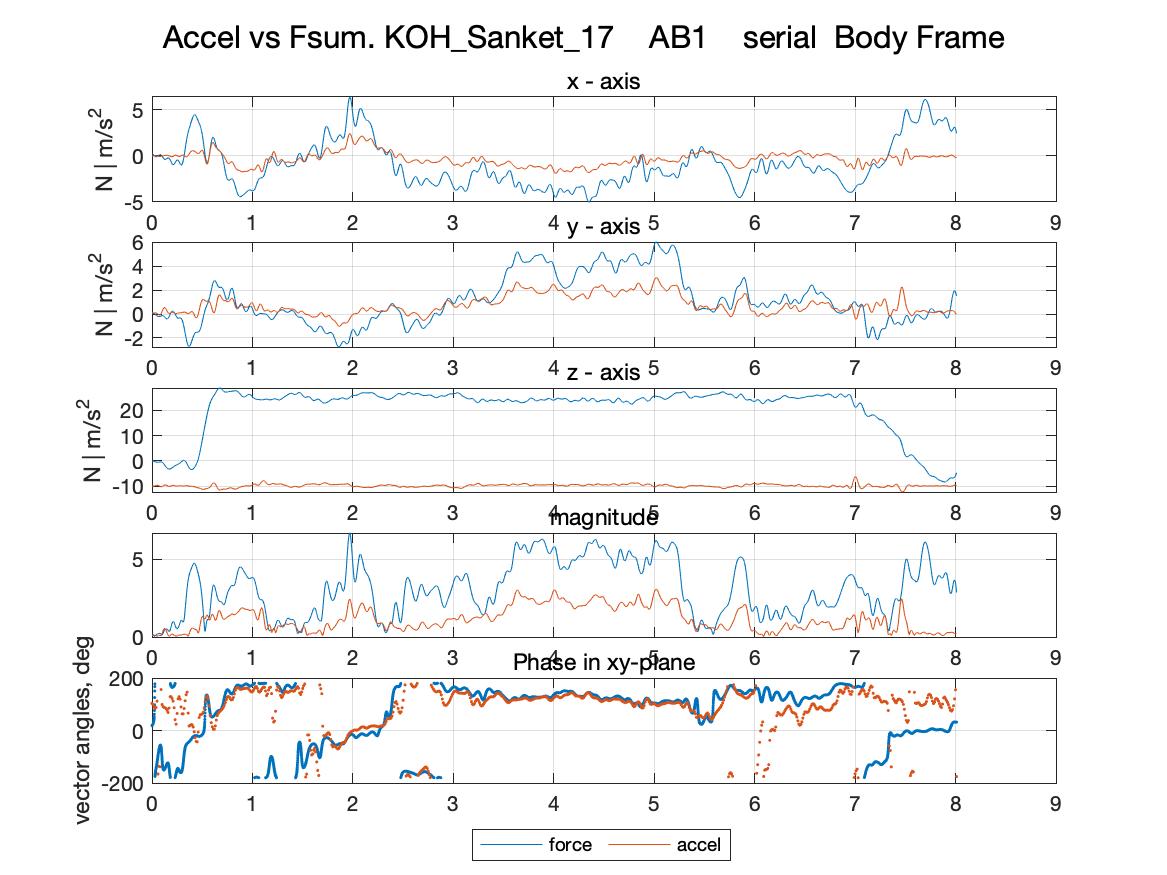 Accel vs Fsum. KOH_Sanket_17 AB1 serial Body Frame
x - axis
N | m/s2
5
0
-5
0 1 2 3 4 5 6 7 8 9
y - axis
N | m/s2
6
4
2
0
-2
0 1 2 3 4 5 6 7 8 9
z - axis
N | m/s2
20
10
0
-10
0 1 2 3 4 5 6 7 8 9
magnitude
5
0
0 1 2 3 4 5 6 7 8 9
Phase in xy-plane
vector angles, deg
200
0
-200
0 1 2 3 4 5 6 7 8 9
force accel